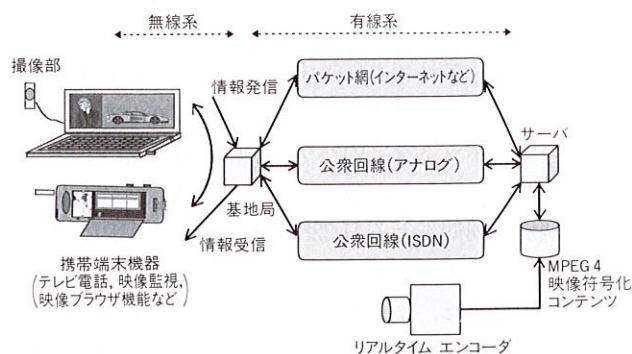 無線系
有線系
撮像部
情報発信
パケット網(インターネットなど)
サーバ
公衆回線(アナログ)
基地局
情報受信
公衆回線(ISDN)
携帯端末機器
(テレビ電話, 映像監視,
映像ブラウザ機能など)
MPEG 4
映像符号化
コンテンツ
リアルタイム エンコーダ